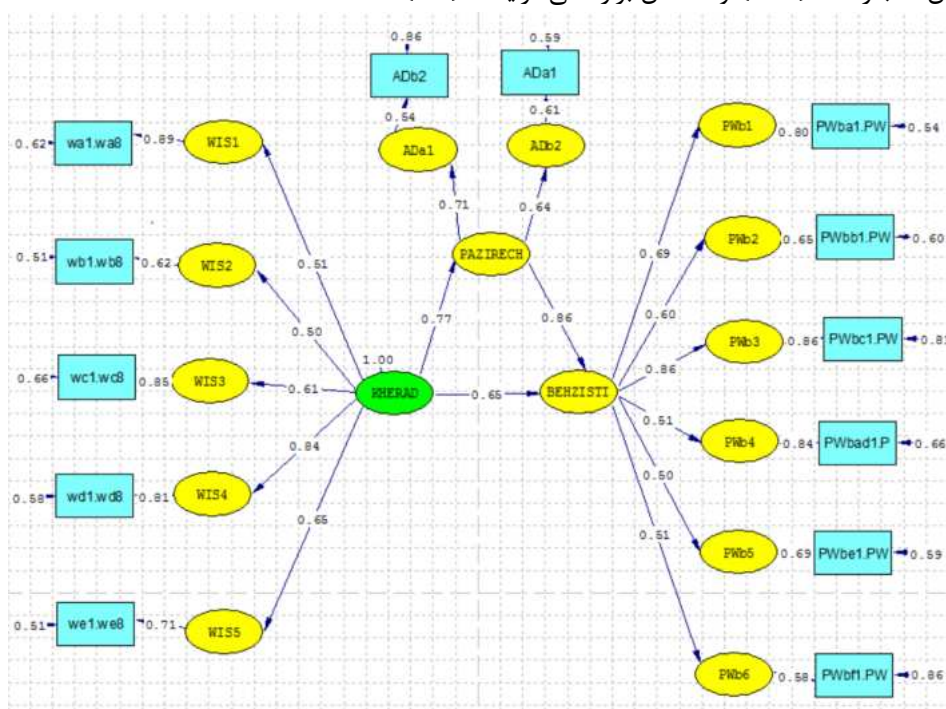 0.86
0.59
ADb2
ADa1
0.54
0.61
ADa1
ADb2
0.71
0.64
PAZIRECH
0.77
0.86
1.00
RHERAD
0.65
BEHZISTI
0.62
wa1.wa8
0.89
WIS1
0.51
0.51
wb1.wb8
0.62
WIS2
0.50
0.66
wc1.wc8
0.85
WIS3
0.61
0.58
wd1.wd8
0.81
WIS4
0.84
0.51
we1.we8
0.71
WIS5
0.65
0.69
PWb1
0.80
PWba1.PW
0.54
0.60
PWb2
0.65
PWbb1.PW
0.60
0.86
PWb3
0.86
PWbc1.PW
0.81
0.51
PWb4
0.84
PWbad1.P
0.66
0.50
PWb5
0.69
PWbe1.PW
0.59
0.51
PWb6
0.58
PWbf1.PW
0.86